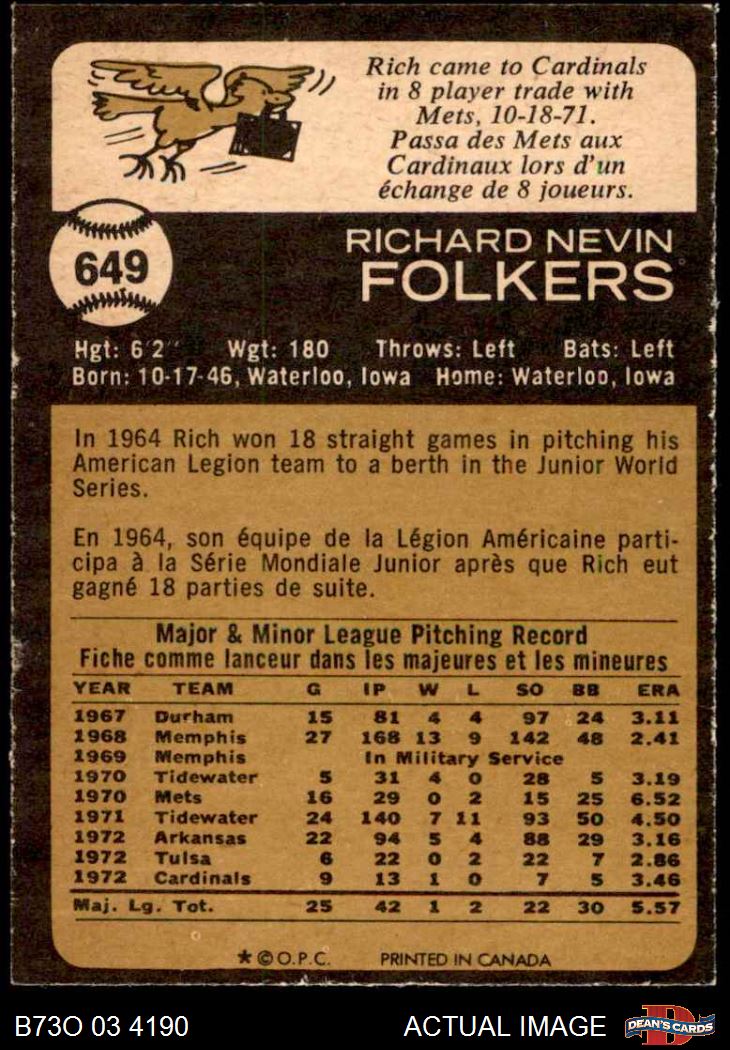 Rich came to Cardinals
in 8 player trade with
Mets, 10-18-71.
Passa des Mets aux
Cardinaux lors d'un
échange de 8 joueurs.
649
RICHARD NEVIN
FOLKERS
Hgt: 6'2" Wgt: 180 Throws: Left Bats: Left
Born: 10-17-46, Waterloo, Iowa Home: Waterloo, Iowa
In 1964 Rich won 18 straight games in pitching his
American Legion team to a berth in the Junior World
Series.
En 1964, son équipe de la Légion Américaine parti-
cipa à la Série Mondiale Junior après que Rich eut
gagné 18 parties de suite.
Major & Minor League Pitching Record
Fiche comme lanceur dans les majeures et les mineures
YEAR TEAM G IP W L SO BB ERA
1967 Durham 15 81 4 4 97 24 3.11
1968 Memphis 27 168 13 9 142 48 2.41
1969 Memphis In Military Service
1970 Tidewater 5 31 4 0 28 5 3.19
1970 Mets 16 29 0 2 15 25 6.52
1971 Tidewater 24 140 7 11 93 50 4.50
1972 Arkansas 22 94 5 4 88 29 3.16
1972 Tulsa 6 22 0 2 22 7 2.86
1972 Cardinals 9 13 1 0 7 5 3.46
Maj. Lg. Tot. 25 42 1 2 22 30 5.57
★ © O.P.C. PRINTED IN CANADA
B73O 03 4190 ACTUAL IMAGE D DEAN'S CARDS